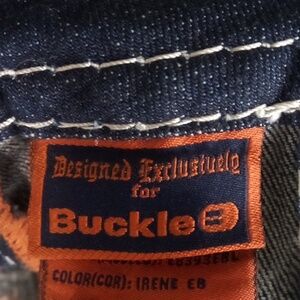 Designed Exclusively
for
Buckle B
COLOR(COR): IRENE EB